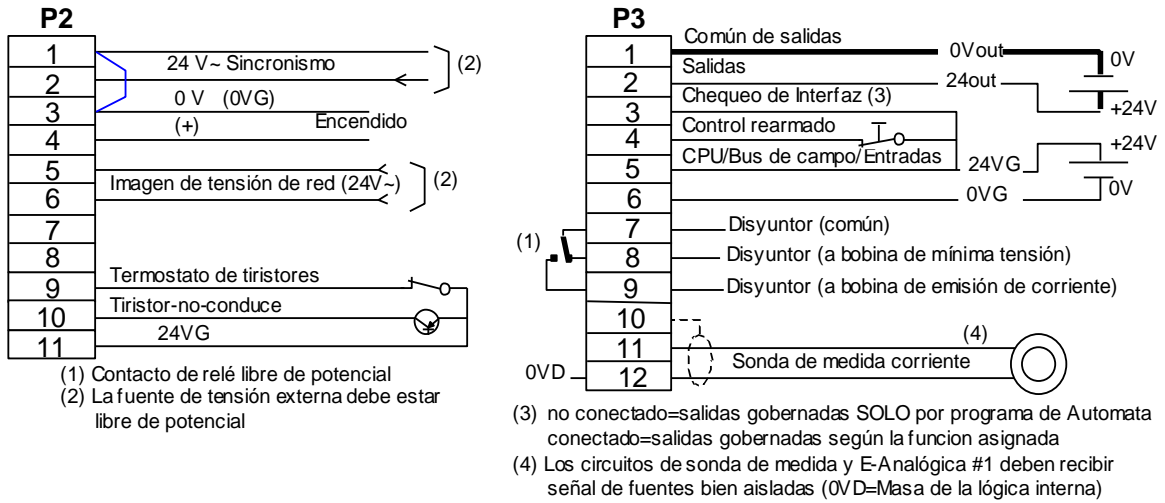 P2
1
24 V~ Sincronismo
(2)
2
0 V (0VG)
3
(+)
Encendido
4
5
Imagen de tensión de red (24V~)
(2)
6
7
8
Termostato de tiristores
9
Tiristor-no-conduce
10
24VG
11
(1) Contacto de relé libre de potencial
(2) La fuente de tensión externa debe estar
libre de potencial
P3
Común de salidas
1
0Vout
0V
Salidas
2
24out
Chequeo de Interfaz (3)
+24V
3
Control rearmado
+24V
4
CPU/Bus de campo/Entradas
5
24VG
6
0VG
0V
7
Disyuntor (común)
(1)
8
Disyuntor (a bobina de mínima tensión)
9
Disyuntor (a bobina de emisión de corriente)
10
(4)
11
Sonda de medida corriente
0VD
12
(3) no conectado=salidas gobernadas SOLO por programa de Automata
conectado=salidas gobernadas según la funcion asignada
(4) Los circuitos de sonda de medida y E-Analógica #1 deben recibir
señal de fuentes bien aisladas (0VD=Masa de la lógica interna)